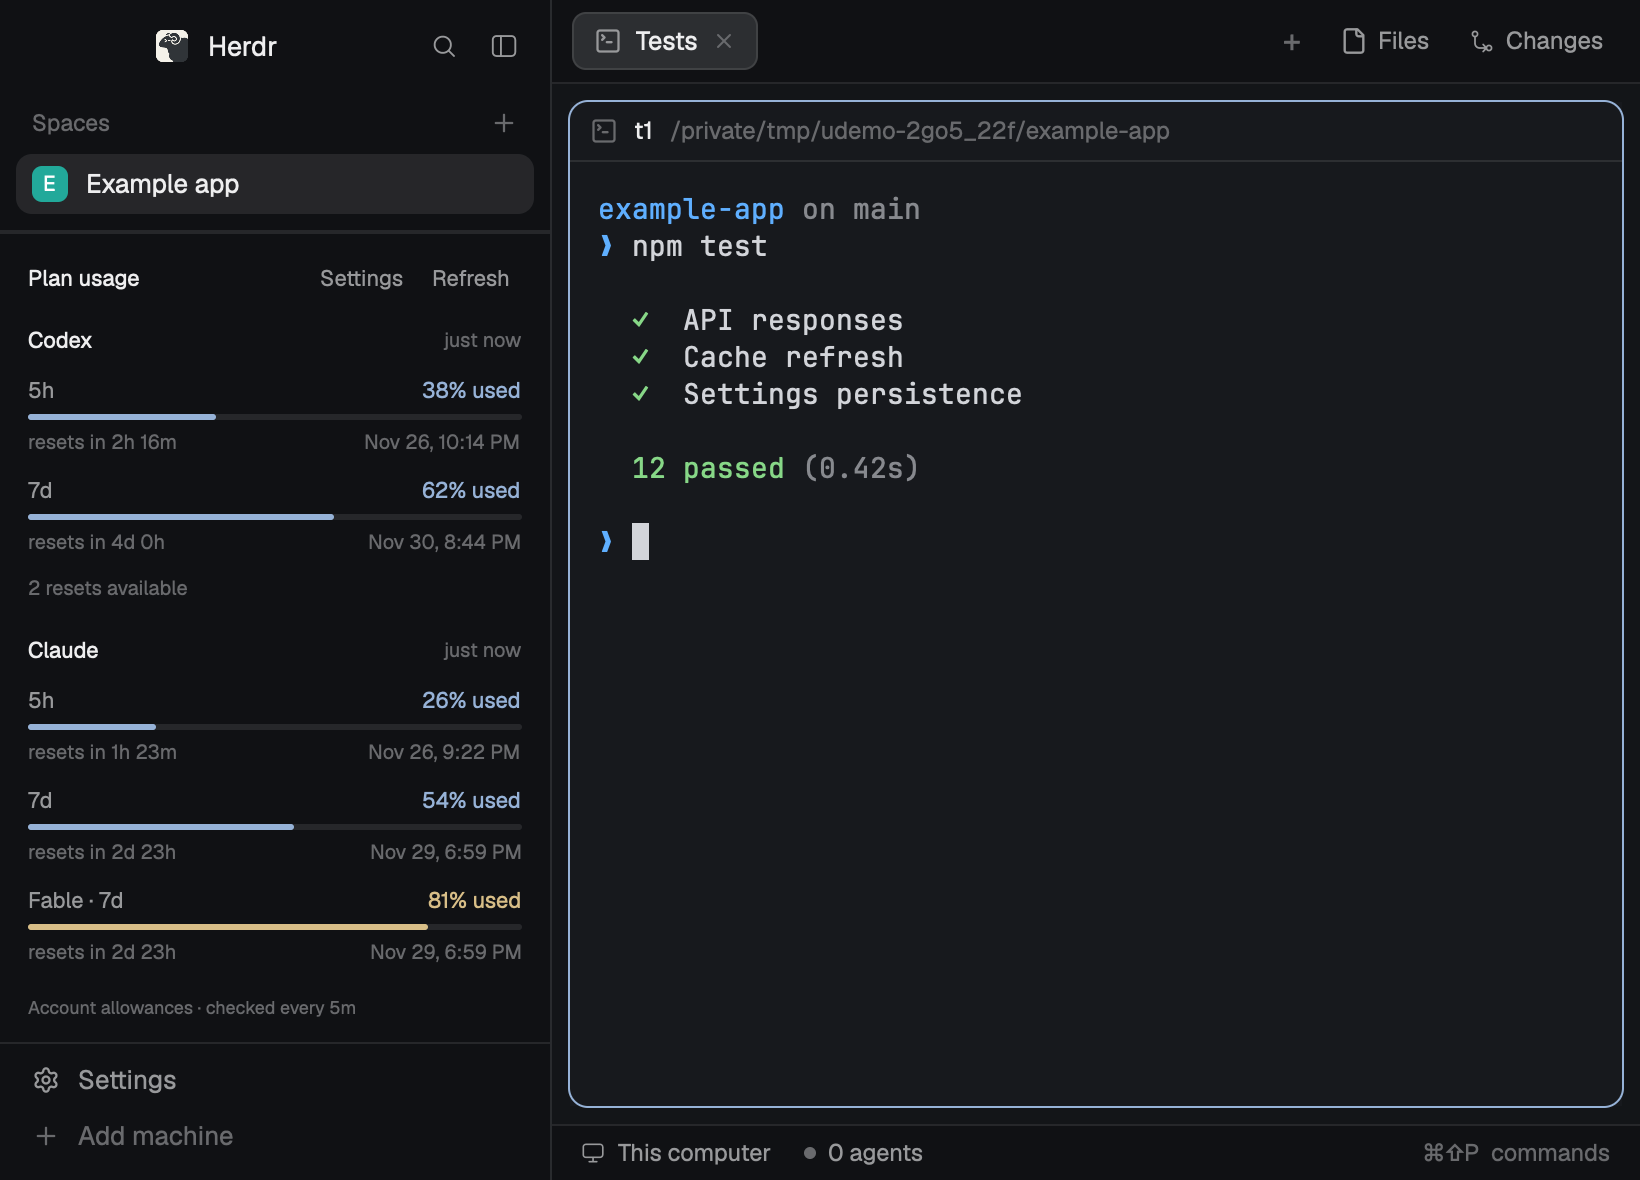 Herdr
Spaces
E Example app
Plan usage Settings Refresh
Codex just now
5h 38% used
resets in 2h 16m Nov 26, 10:14 PM
7d 62% used
resets in 4d 0h Nov 30, 8:44 PM
2 resets available
Claude just now
5h 26% used
resets in 1h 23m Nov 26, 9:22 PM
7d 54% used
resets in 2d 23h Nov 29, 6:59 PM
Fable · 7d 81% used
resets in 2d 23h Nov 29, 6:59 PM
Account allowances · checked every 5m
Settings
+ Add machine
Tests
+ Files Changes
t1 /private/tmp/udemo-2go5_22f/example-app
example-app on main
❯ npm test
✓ API responses
✓ Cache refresh
✓ Settings persistence
12 passed (0.42s)
❯
This computer ● 0 agents ⌘⇧P commands